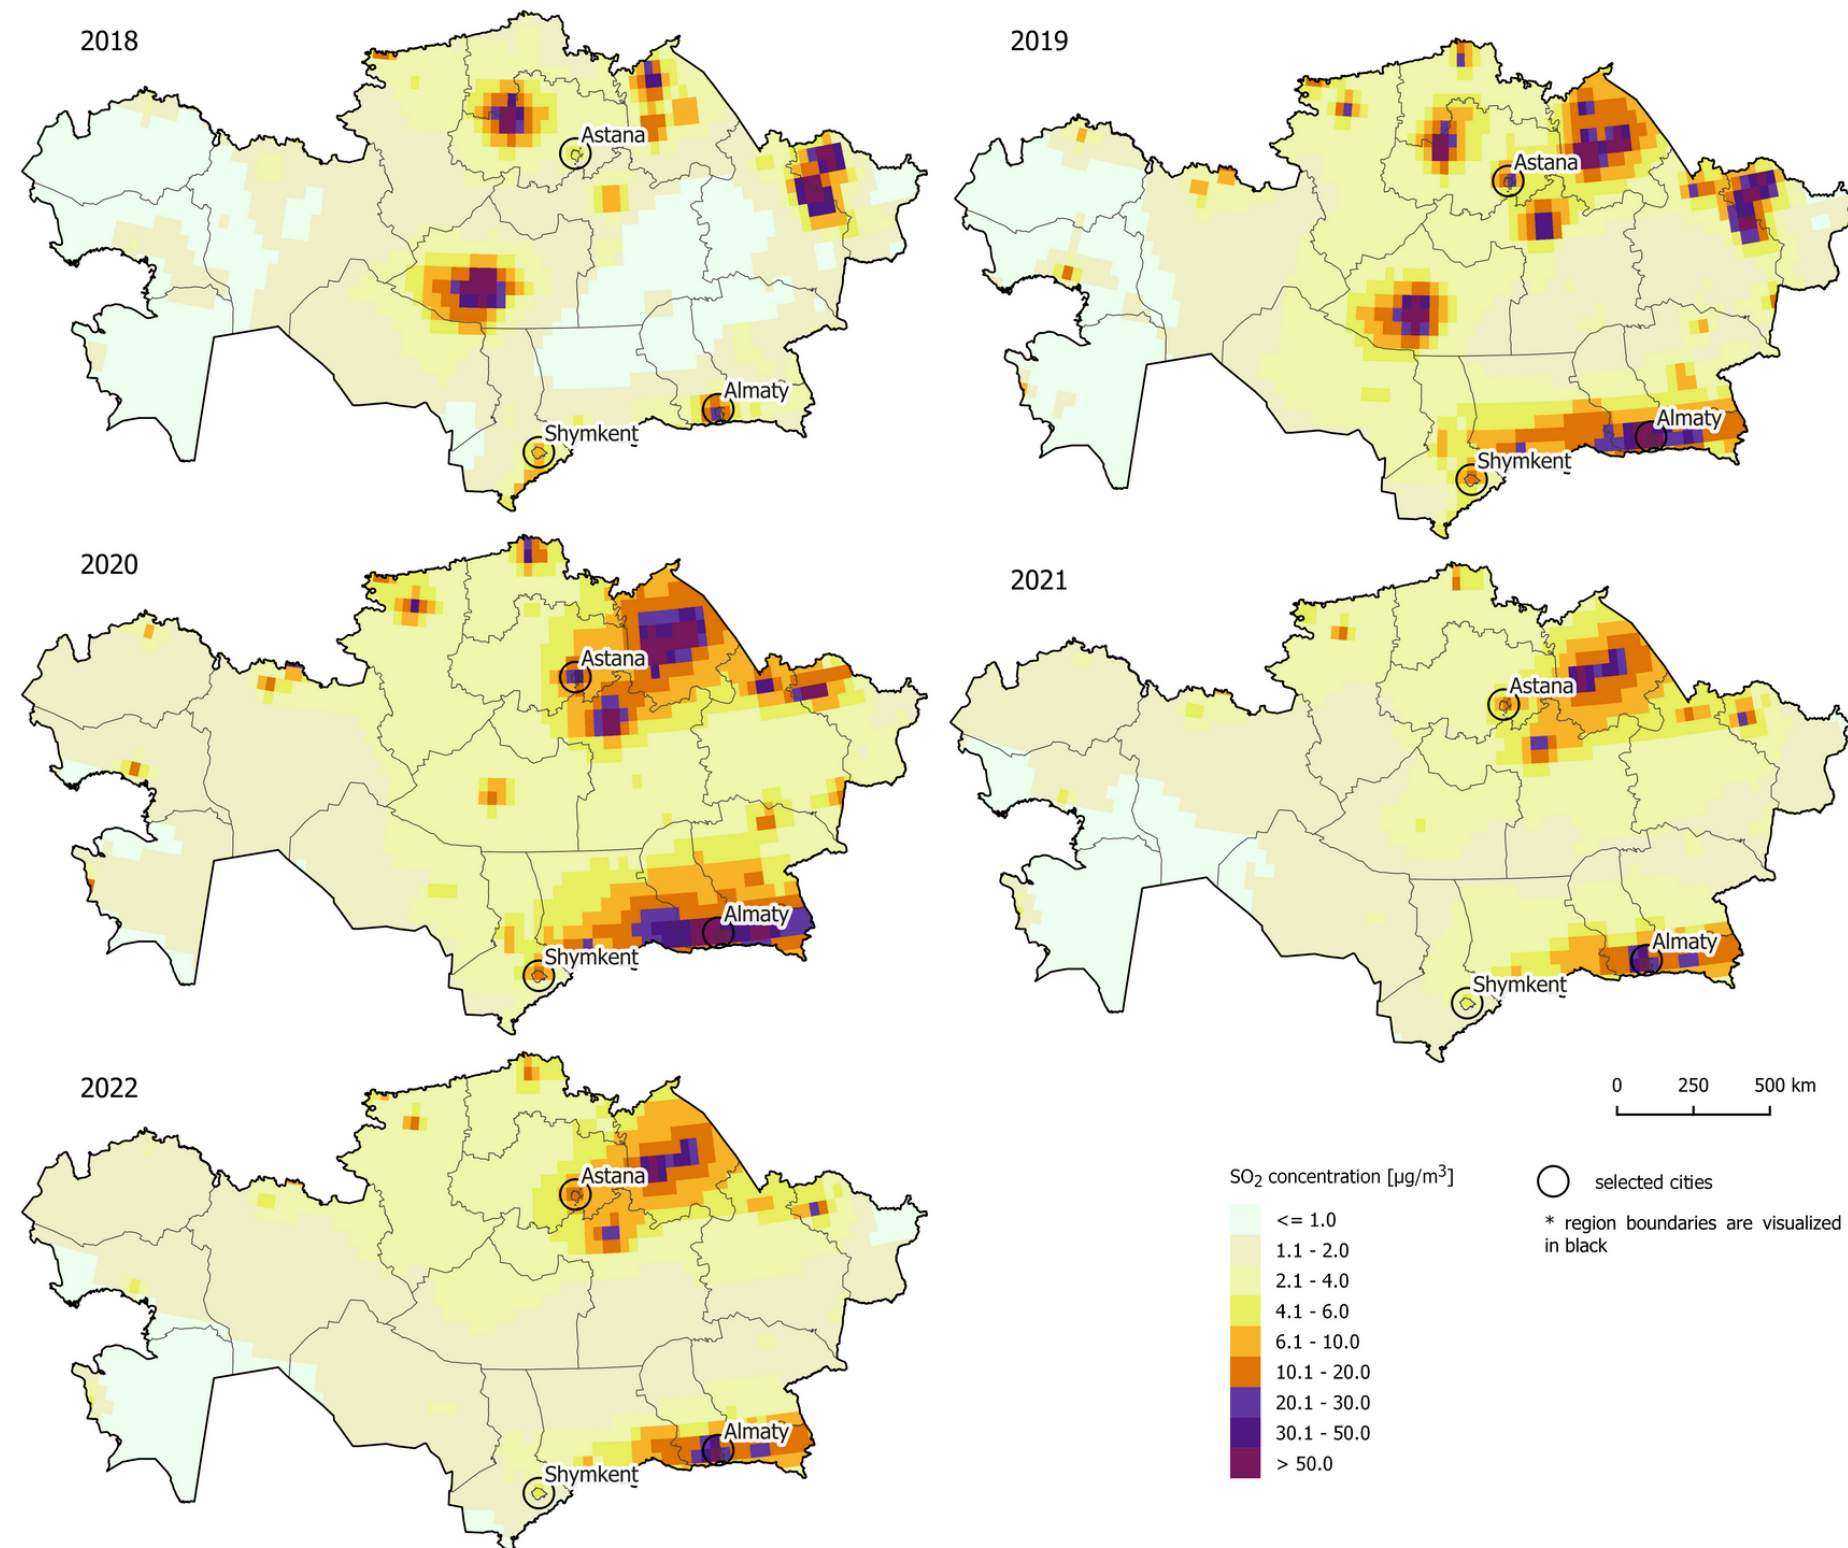 2018
Astana
Almaty
Shymkent
2019
Astana
Almaty
Shymkent
2020
Astana
Almaty
Shymkent
2021
Astana
Almaty
Shymkent
2022
Astana
Almaty
Shymkent
0 250 500 km
SO₂ concentration [µg/m³]
<= 1.0
1.1 - 2.0
2.1 - 4.0
4.1 - 6.0
6.1 - 10.0
10.1 - 20.0
20.1 - 30.0
30.1 - 50.0
> 50.0
selected cities
* region boundaries are visualized
in black